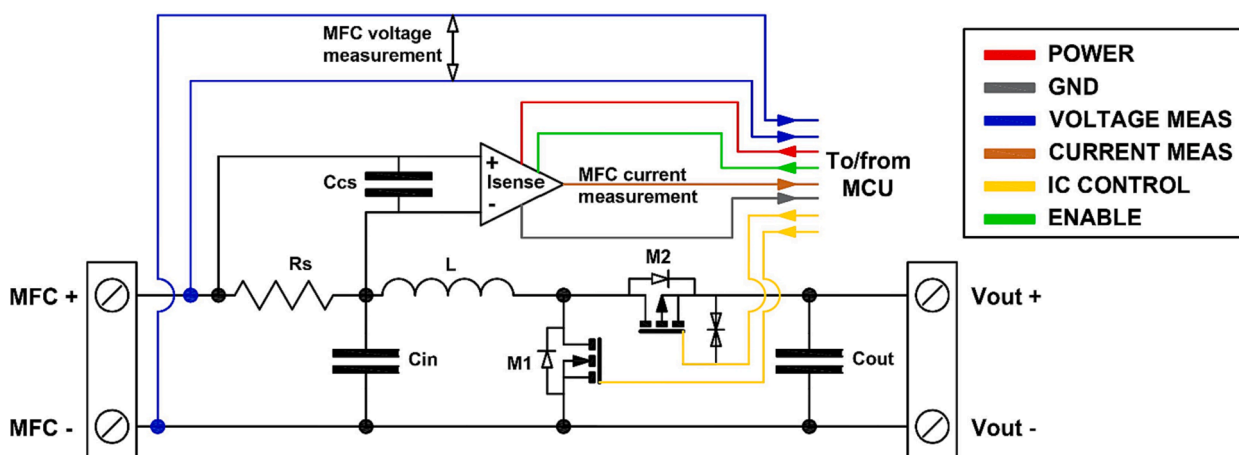 MFC voltage
measurement
Ccs
+
Isense
-
MFC current
measurement
To/from
MCU
POWER
GND
VOLTAGE MEAS
CURRENT MEAS
IC CONTROL
ENABLE
MFC +
Rs
L
M2
Vout +
Cin
M1
Cout
MFC -
Vout -